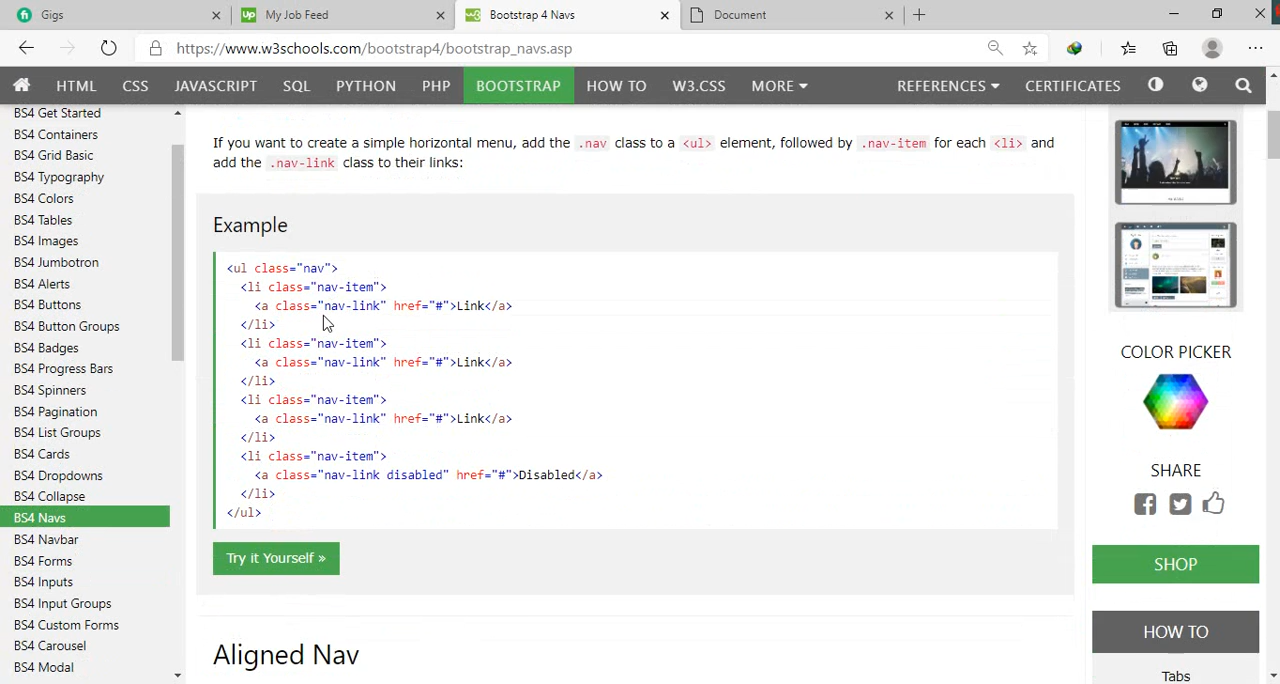 Gigs
My Job Feed
Bootstrap 4 Navs
Document
https://www.w3schools.com/bootstrap4/bootstrap_navs.asp
HTML CSS JAVASCRIPT SQL PYTHON PHP BOOTSTRAP HOW TO W3.CSS MORE REFERENCES CERTIFICATES
BS4 Get Started
BS4 Containers
BS4 Grid Basic
BS4 Typography
BS4 Colors
BS4 Tables
BS4 Images
BS4 Jumbotron
BS4 Alerts
BS4 Buttons
BS4 Button Groups
BS4 Badges
BS4 Progress Bars
BS4 Spinners
BS4 Pagination
BS4 List Groups
BS4 Cards
BS4 Dropdowns
BS4 Collapse
BS4 Navs
BS4 Navbar
BS4 Forms
BS4 Inputs
BS4 Input Groups
BS4 Custom Forms
BS4 Carousel
BS4 Modal
If you want to create a simple horizontal menu, add the .nav class to a <ul> element, followed by .nav-item for each <li> and
add the .nav-link class to their links:
Example
<ul class="nav">
<li class="nav-item">
<a class="nav-link" href="#">Link</a>
</li>
<li class="nav-item">
<a class="nav-link" href="#">Link</a>
</li>
<li class="nav-item">
<a class="nav-link" href="#">Link</a>
</li>
<li class="nav-item">
<a class="nav-link disabled" href="#">Disabled</a>
</li>
</ul>
Try it Yourself »
Aligned Nav
COLOR PICKER
SHARE
SHOP
HOW TO
Tabs